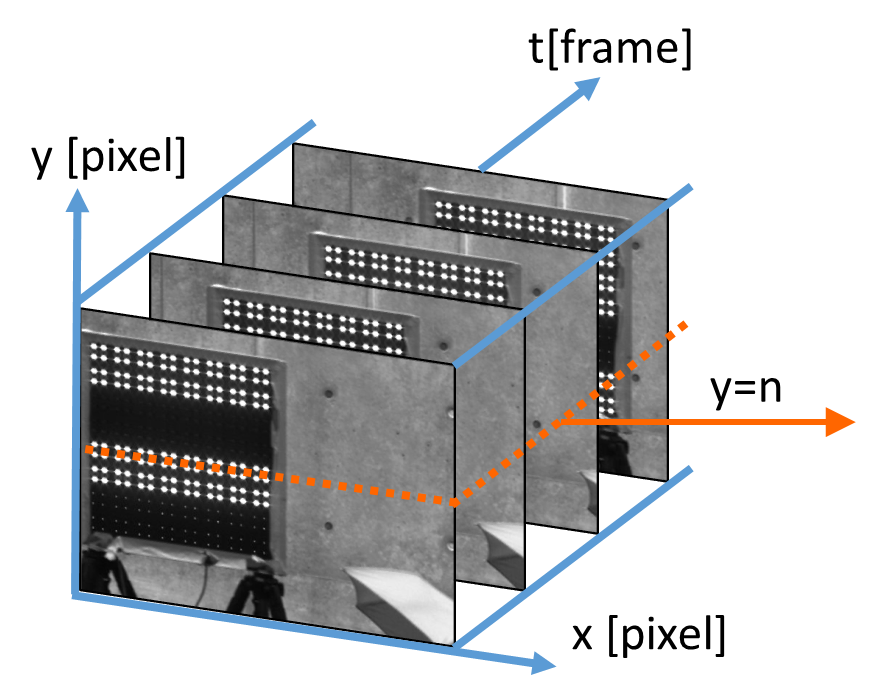 t[frame]
y [pixel]
y=n
x [pixel]